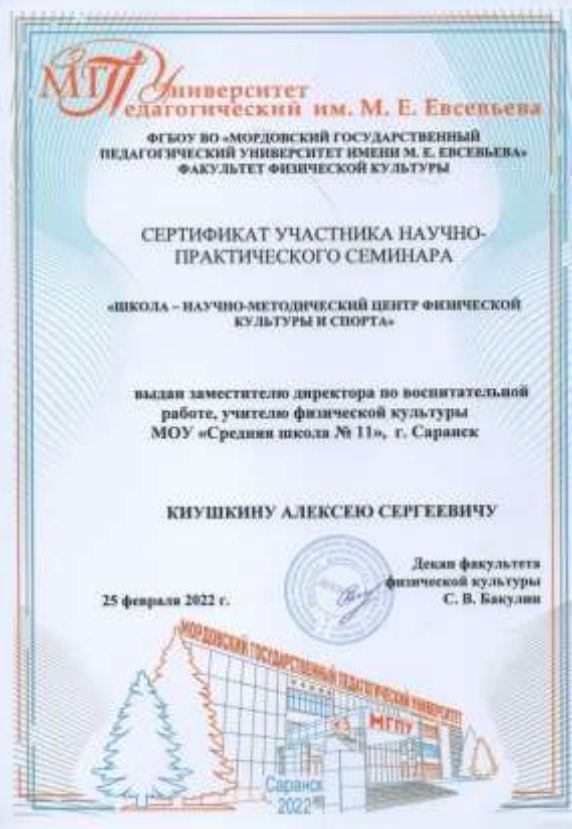 МГПУниверситет
едагогический им. М. Е. Евсевьева
ФГБОУ ВО «МОРДОВСКИЙ ГОСУДАРСТВЕННЫЙ
ПЕДАГОГИЧЕСКИЙ УНИВЕРСИТЕТ ИМЕНИ М. Е. ЕВСЕВЬЕВА»
ФАКУЛЬТЕТ ФИЗИЧЕСКОЙ КУЛЬТУРЫ
СЕРТИФИКАТ УЧАСТНИКА НАУЧНО-
ПРАКТИЧЕСКОГО СЕМИНАРА
«ШКОЛА – НАУЧНО-МЕТОДИЧЕСКИЙ ЦЕНТР ФИЗИЧЕСКОЙ
КУЛЬТУРЫ И СПОРТА»
выдан заместителю директора по воспитательной
работе, учителю физической культуры
МОУ «Средняя школа № 11», г. Саранск
КИУШКИНУ АЛЕКСЕЮ СЕРГЕЕВИЧУ
Декан факультета
физической культуры
25 февраля 2022 г.
С. В. Бакулин
МОРДОВСКИЙ ГОСУДАРСТВЕННЫЙ ПЕДАГОГИЧЕСКИЙ УНИВЕРСИТЕТ
МГПУ
Саранск
2022